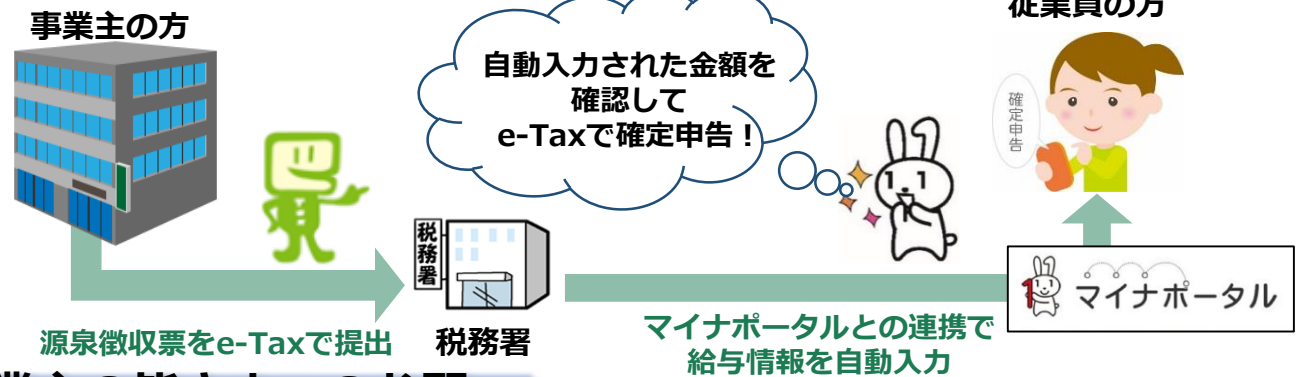 事業主の方
従業員の方
自動入力された金額を
確認して
e-Taxで確定申告！
確定申告
税務署
マイナポータル
源泉徴収票をe-Taxで提出
税務署
マイナポータルとの連携で
給与情報を自動入力